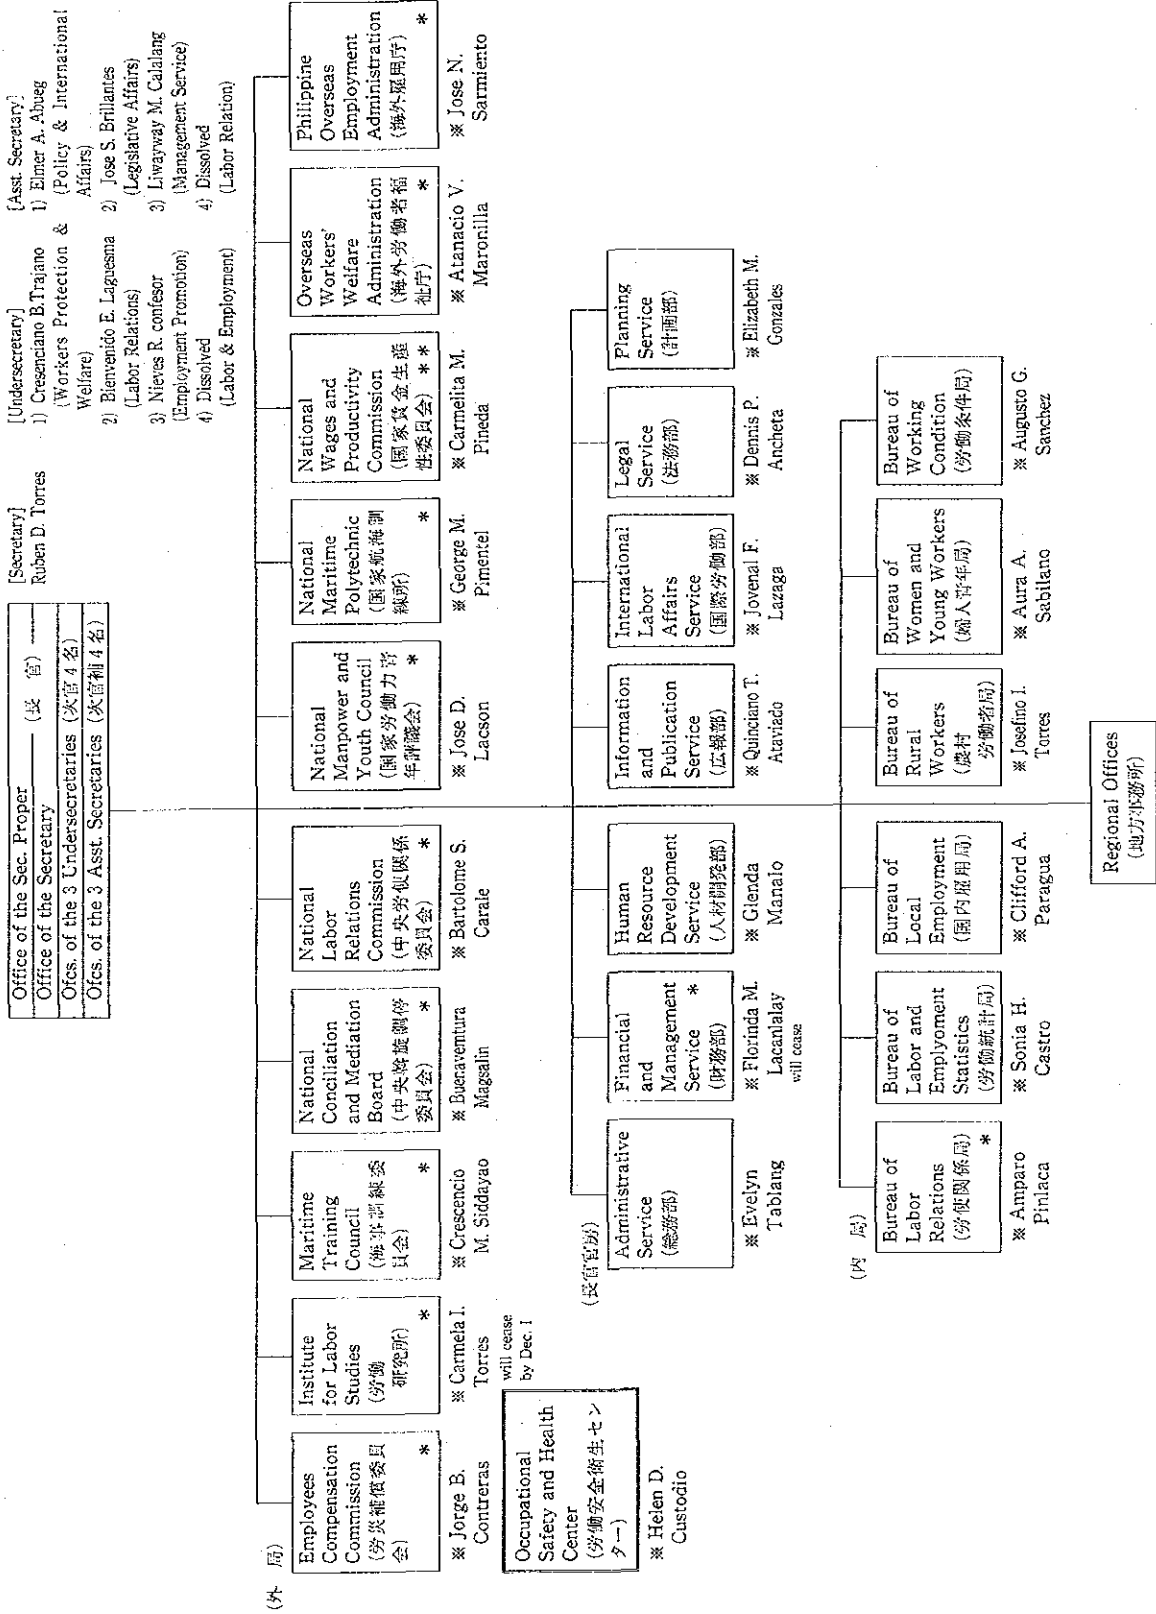 Office of the Sec. Proper
Office of the Secretary (長 官)
Ofcs. of the 3 Undersecretaries (次官4名)
Ofcs. of the 3 Asst. Secretaries (次官補4名)
[Secretary]
Ruben D. Torres
[Undersecretary]
1) Cresenciano B.Trajano
(Workers Protection &
Welfare)
2) Bienvenido E. Laguesma
(Labor Relations)
3) Nieves R. confesor
(Employment Promotion)
4) Dissolved
(Labor & Employment)
[Asst. Secretary]
1) Elmer A. Abueg
(Policy & International
Affairs)
2) Jose S. Brillantes
(Legislative Affairs)
3) Liwayway M. Calalang
(Management Service)
4) Dissolved
(Labor Relation)
(外 局)
Employees
Compensation
Commission
(労災補償委員
会) *
※ Jorge B.
Contreras
Institute
for Labor
Studies
(労働
研究所) *
※ Carmela I.
Torres
will cease
by Dec. I
Maritime
Training
Council
(海事訓練委
員会) *
※ Crescencio
M. Siddayao
National
Conciliation
and Mediation
Board
(中央斡旋調停
委員会) *
※ Buenaventura
Magsalin
National
Labor
Relations
Commission
(中央労使関係
委員会) *
※ Bartolome S.
Carale
National
Manpower and
Youth Council
(国家労働力青
年評議会) *
※ Jose D.
Lacson
National
Maritime
Polytechnic
(国家航海訓
練所) *
※ George M.
Pimentel
National
Wages and
Productivity
Commission
(国家賃金生産
性委員会) * *
※ Carmelita M.
Pineda
Overseas
Workers'
Welfare
Administration
(海外労働者福
祉庁) *
※ Atanacio V.
Maronilla
Philippine
Overseas
Employment
Administration
(海外雇用庁)
*
※ Jose N.
Sarmiento
Occupational
Safety and Health
Center
(労働安全衛生セン
ター)
※ Helen D.
Custodio
(長官官房)
Administrative
Service
(総務部)
※ Evelyn
Tablang
Financial
and
Management
Service *
(財務部)
※ Florinda M.
Lacanlalay
will cease
Human
Resource
Development
Service
(人材開発部)
※ Glenda
Manalo
Information
and
Publication
Service
(広報部)
※ Quinciano T.
Ataviado
International
Labor
Affairs
Service
(国際労働部)
※ Jovenal F.
Lazaga
Legal
Service
(法務部)
※ Dennis P.
Ancheta
Planning
Service
(計画部)
※ Elizabeth M.
Gonzales
(内 局)
Bureau of
Labor
Relations
(労使関係局)
*
※ Amparo
Pinlaca
Bureau of
Labor and
Emplyoment
Statistics
(労働統計局)
※ Sonia H.
Castro
Bureau of
Local
Employment
(国内雇用局)
※ Clifford A.
Paragua
Bureau of
Rural
Workers
(農村
労働者局)
※ Josefino I.
Torres
Bureau of
Women and
Young Workers
(婦人青年局)
※ Aura A.
Sabilano
Bureau of
Working
Condition
(労働条件局)
※ Augusto G.
Sanchez
Regional Offices
(地方事務所)